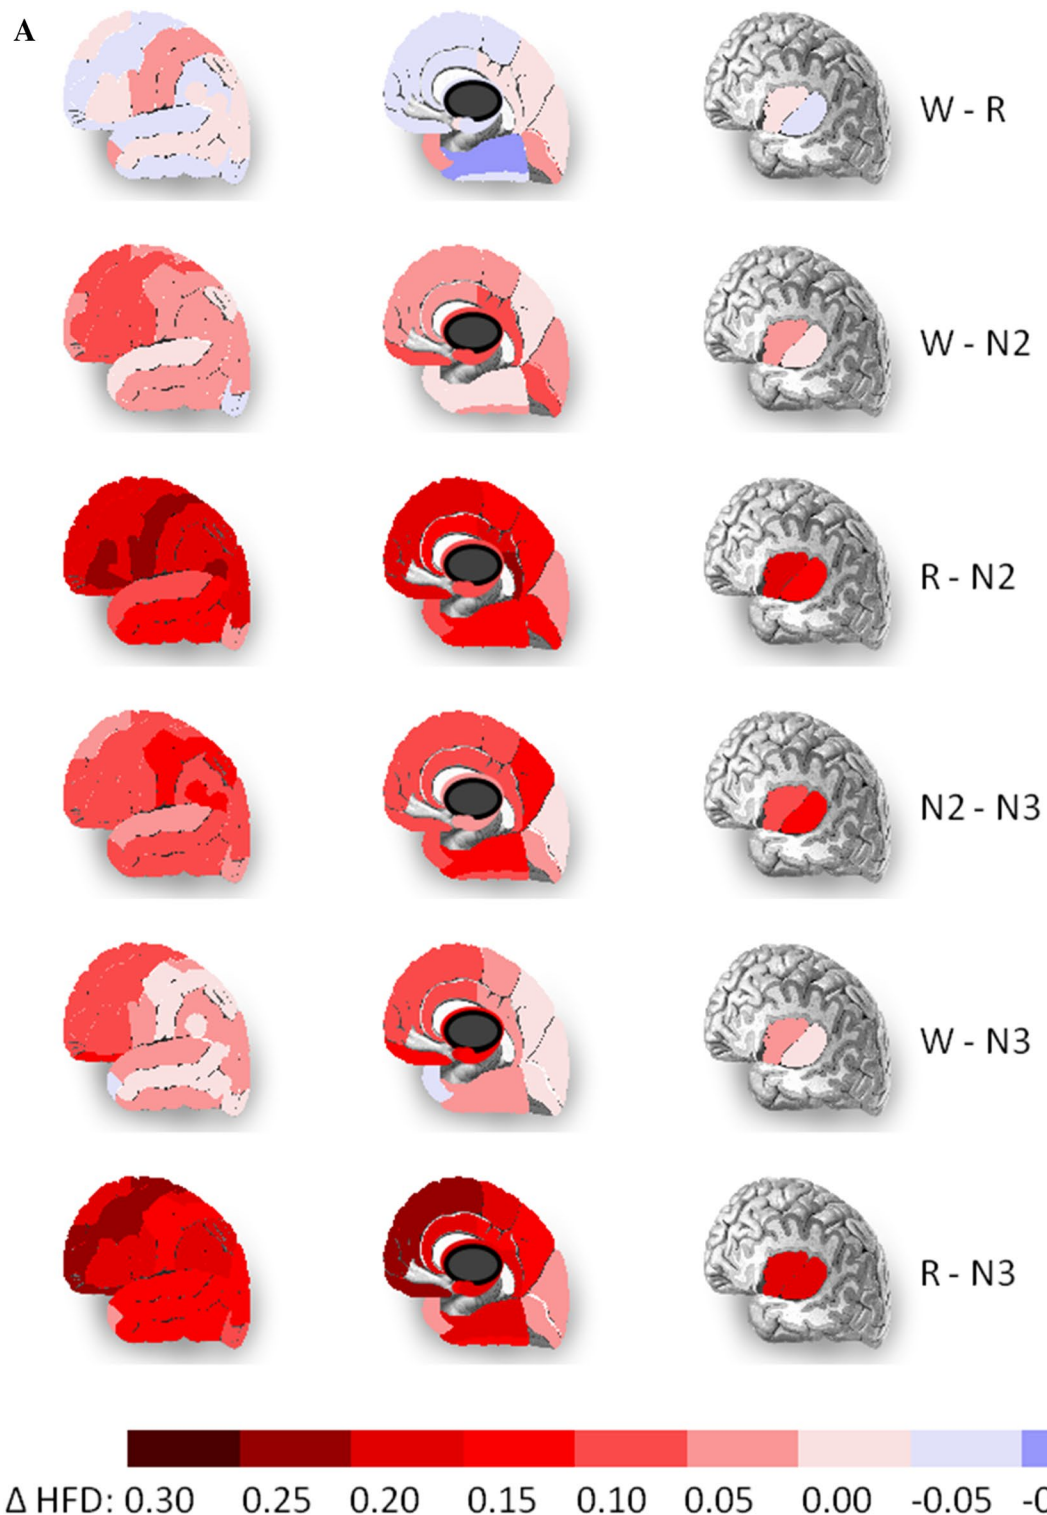 A
W - R
W - N2
R - N2
N2 - N3
W - N3
R - N3
Δ HFD: 0.30 0.25 0.20 0.15 0.10 0.05 0.00 -0.05